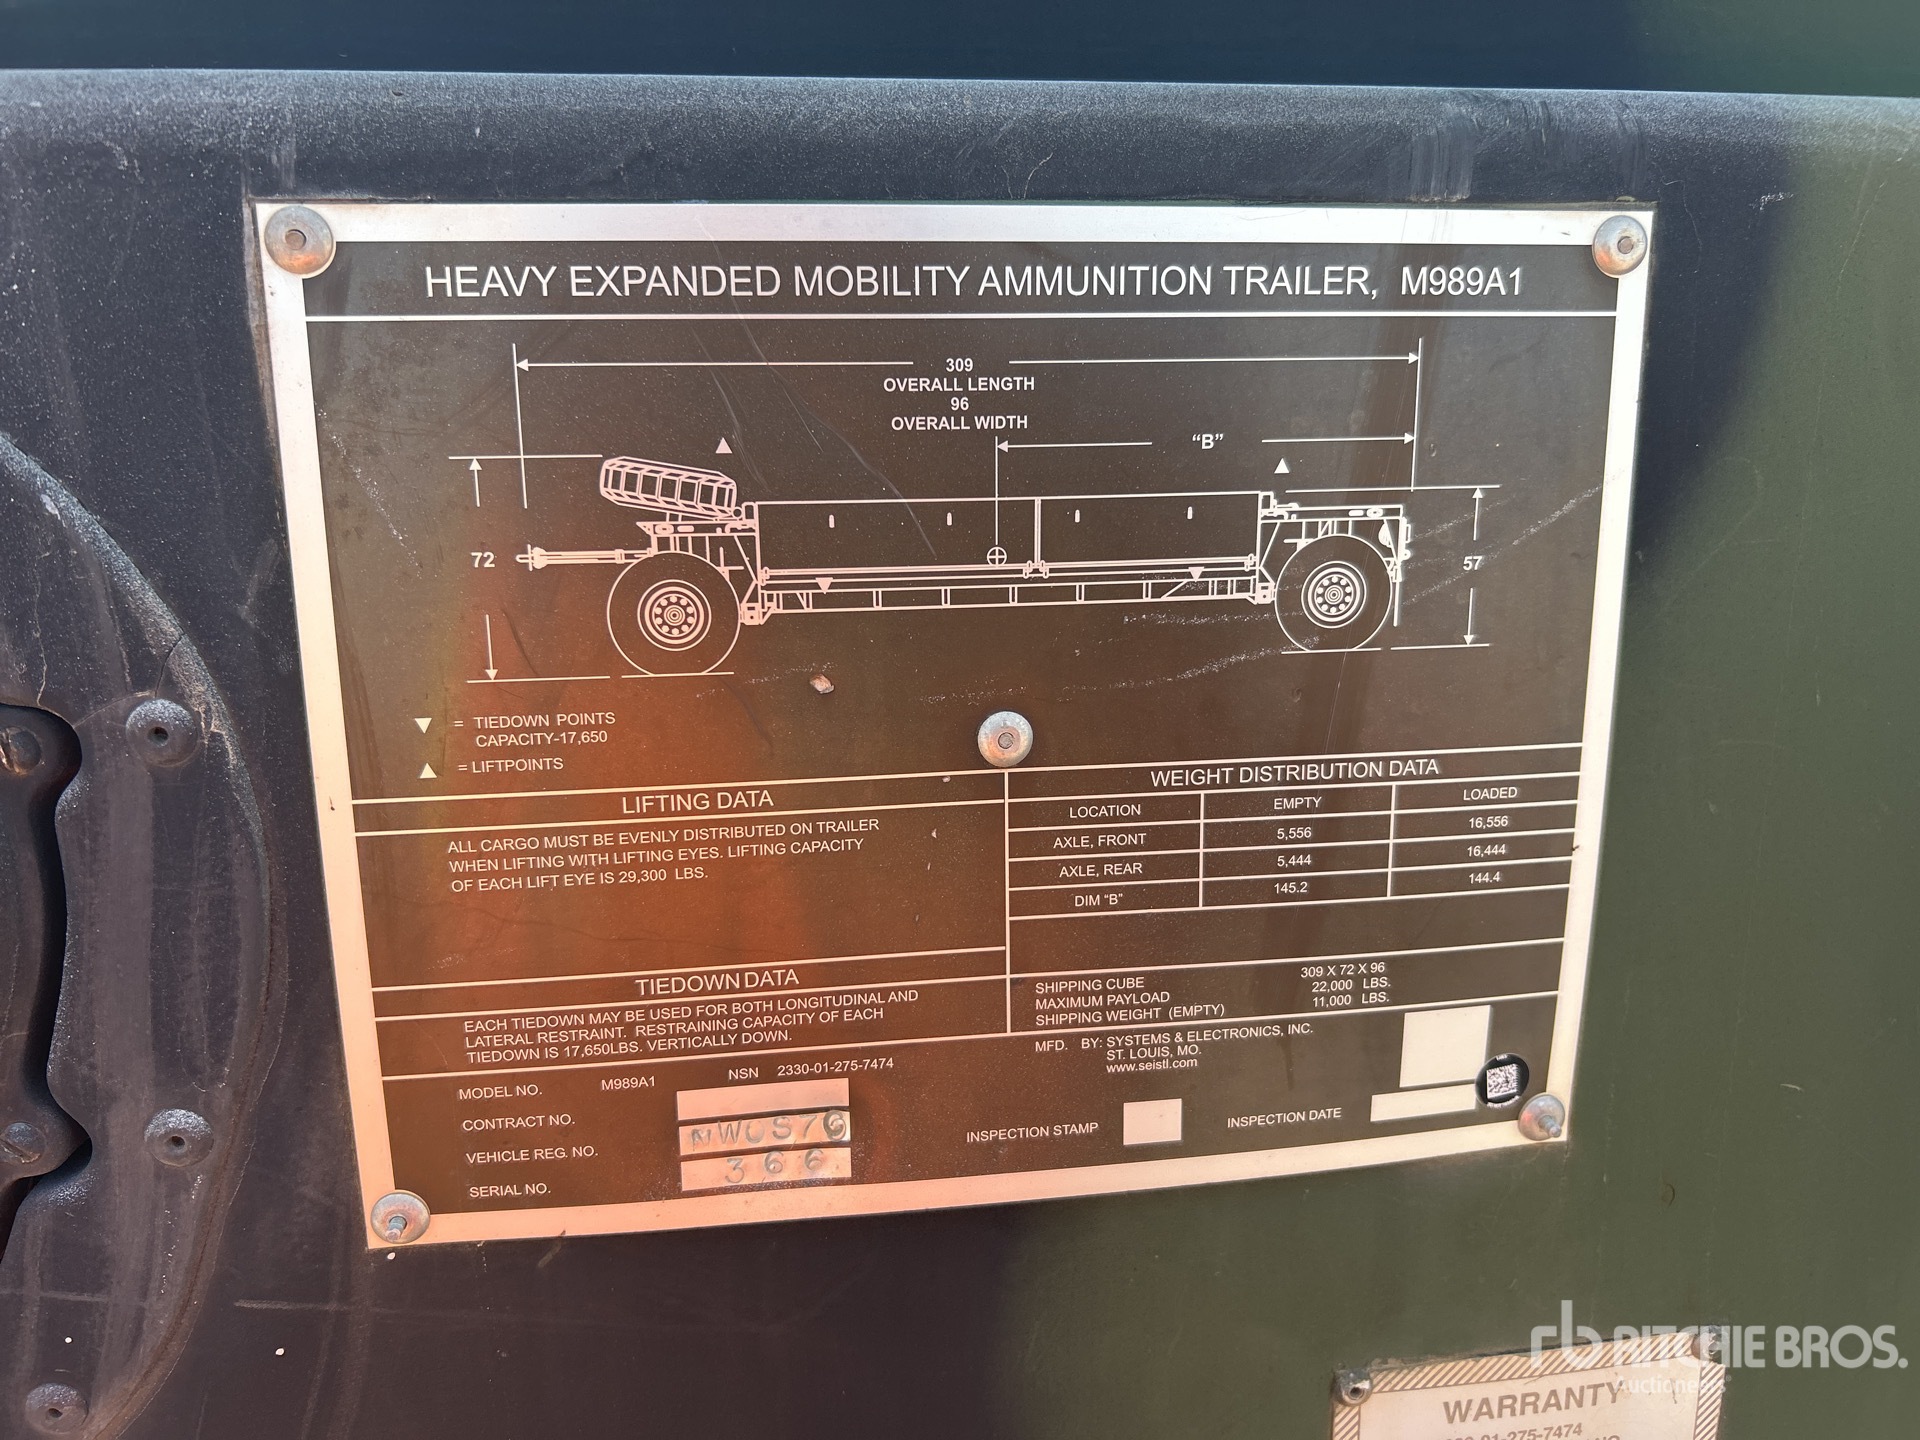 HEAVY EXPANDED MOBILITY AMMUNITION TRAILER, M989A1
309
OVERALL LENGTH
96
OVERALL WIDTH
“B”
72
57
= TIEDOWN POINTS
CAPACITY-17,650
= LIFTPOINTS
LIFTING DATA
ALL CARGO MUST BE EVENLY DISTRIBUTED ON TRAILER
WHEN LIFTING WITH LIFTING EYES. LIFTING CAPACITY
OF EACH LIFT EYE IS 29,300 LBS.
WEIGHT DISTRIBUTION DATA
LOCATION EMPTY LOADED
AXLE, FRONT 5,556 16,556
AXLE, REAR 5,444 16,444
DIM “B” 145.2 144.4
TIEDOWN DATA
EACH TIEDOWN MAY BE USED FOR BOTH LONGITUDINAL AND
LATERAL RESTRAINT. RESTRAINING CAPACITY OF EACH
TIEDOWN IS 17,650LBS. VERTICALLY DOWN.
SHIPPING CUBE 309 X 72 X 96
MAXIMUM PAYLOAD 22,000 LBS.
SHIPPING WEIGHT (EMPTY) 11,000 LBS.
MFD. BY: SYSTEMS & ELECTRONICS, INC.
ST. LOUIS, MO.
www.seistl.com
MODEL NO. M989A1 NSN 2330-01-275-7474
CONTRACT NO.
VEHICLE REG. NO. NW0S76
SERIAL NO. 366
INSPECTION STAMP INSPECTION DATE
rb RITCHIE BROS.
Auctioneers
WARRANTY
01-275-7474